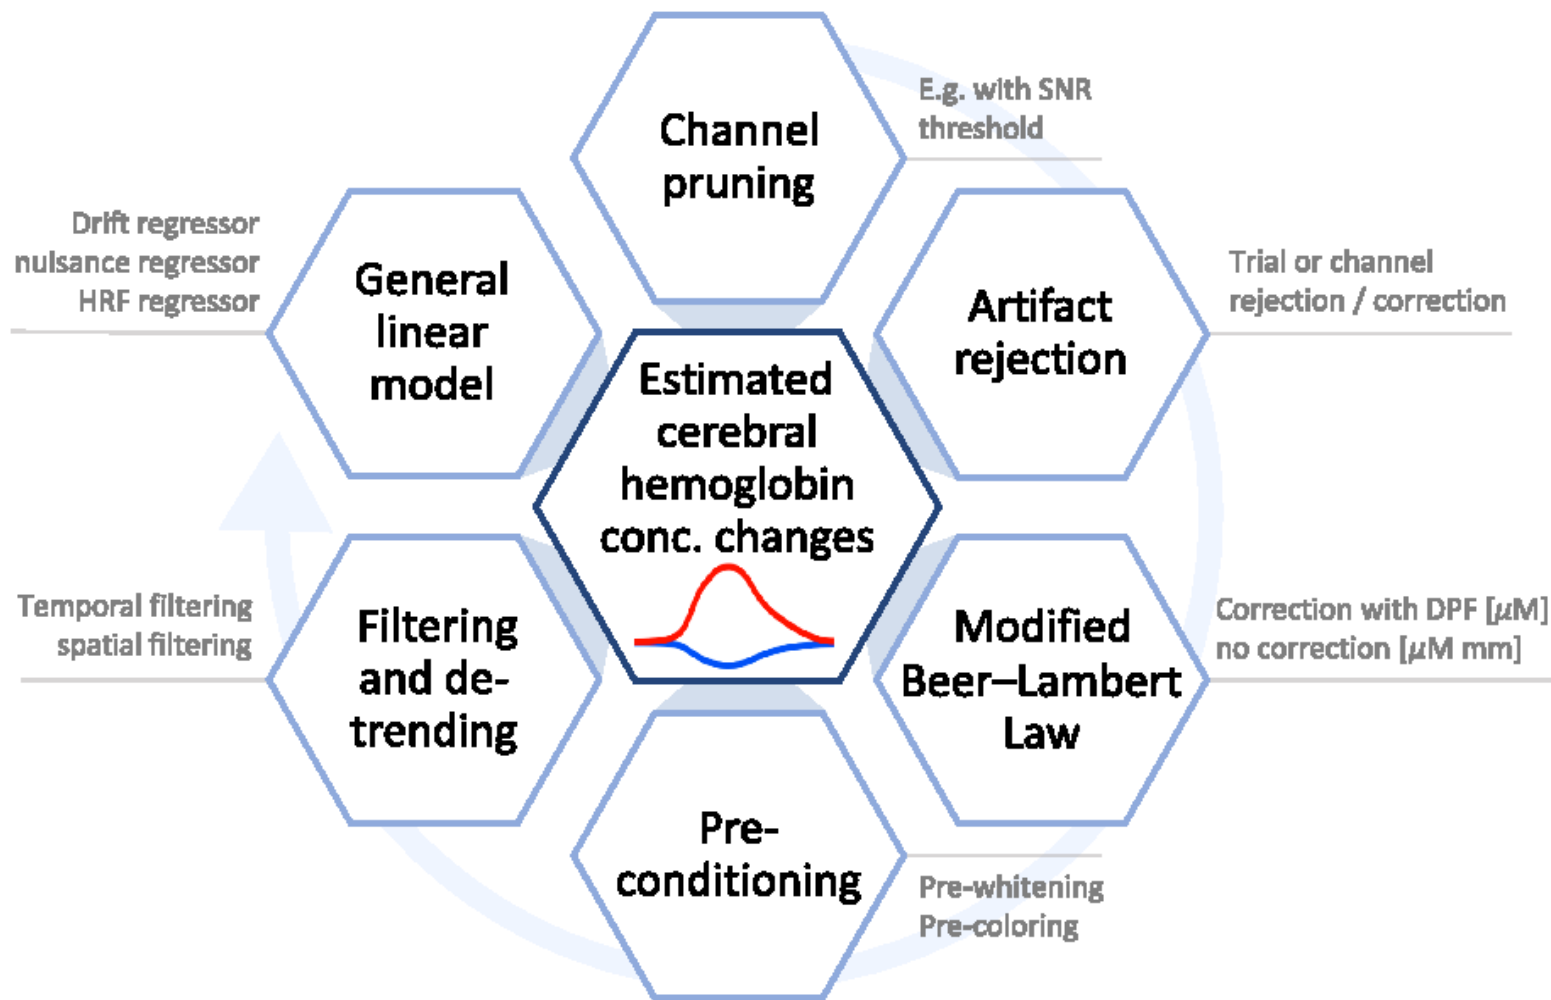 Channel
pruning
E.g. with SNR
threshold
Artifact
rejection
Trial or channel
rejection / correction
Modified
Beer–Lambert
Law
Correction with DPF [μM]
no correction [μM mm]
Pre-
conditioning
Pre-whitening
Pre-coloring
Filtering
and de-
trending
Temporal filtering
spatial filtering
General
linear
model
Drift regressor
nuisance regressor
HRF regressor
Estimated
cerebral
hemoglobin
conc. changes